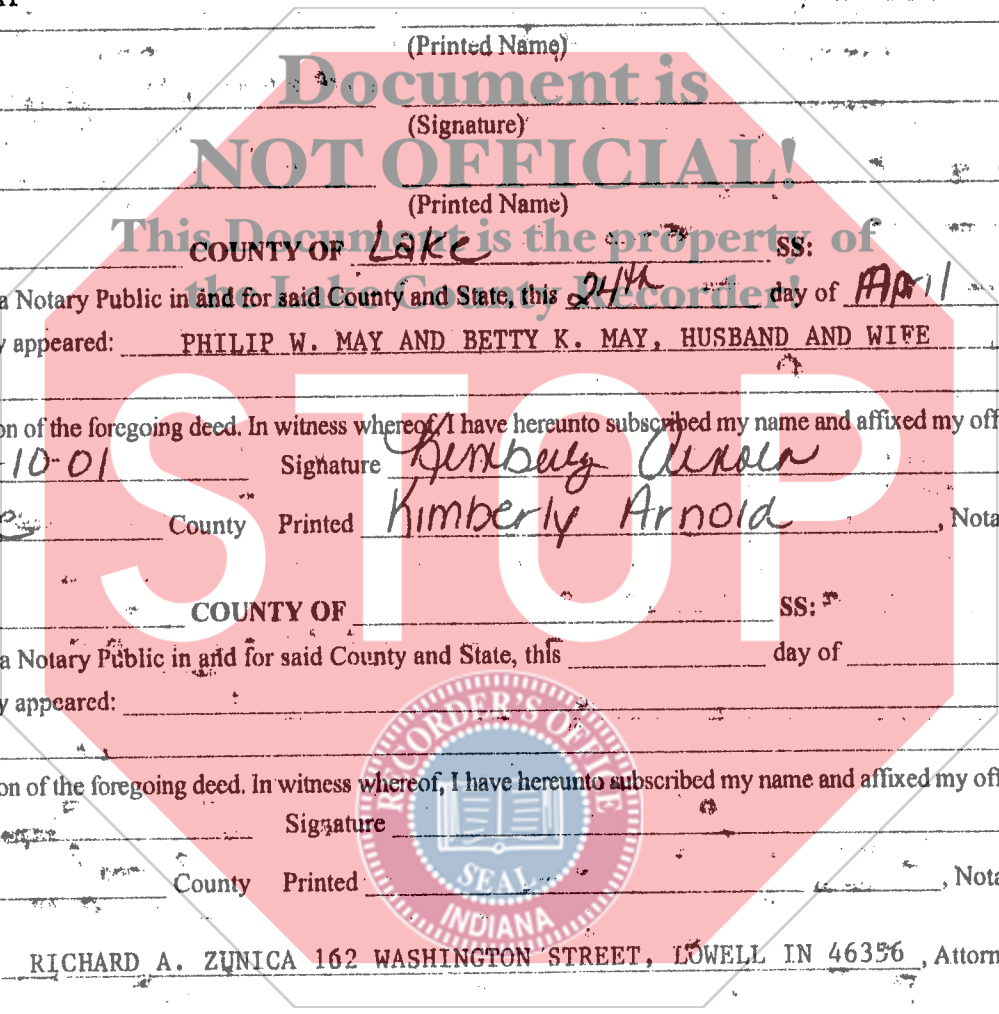 (Printed Name)
Document is
(Signature)
NOT OFFICIAL!
(Printed Name)
This Document is the property of
COUNTY OF Lake SS:
the Lake County Recorder!
a Notary Public in and for said County and State, this 24th day of April
y appeared: PHILIP W. MAY AND BETTY K. MAY, HUSBAND AND WIFE
STOP
on of the foregoing deed. In witness whereof, I have hereunto subscribed my name and affixed my off
-10-01 Signature Kimberly Arnold
County Printed Kimberly Arnold, Nota
COUNTY OF SS:
a Notary Public in and for said County and State, this day of
y appeared:
on of the foregoing deed. In witness whereof, I have hereunto subscribed my name and affixed my off
Signature
County Printed , Nota
RECORDER'S OFFICE
SEAL
INDIANA
RICHARD A. ZUNICA 162 WASHINGTON STREET, LOWELL IN 46356, Attorn